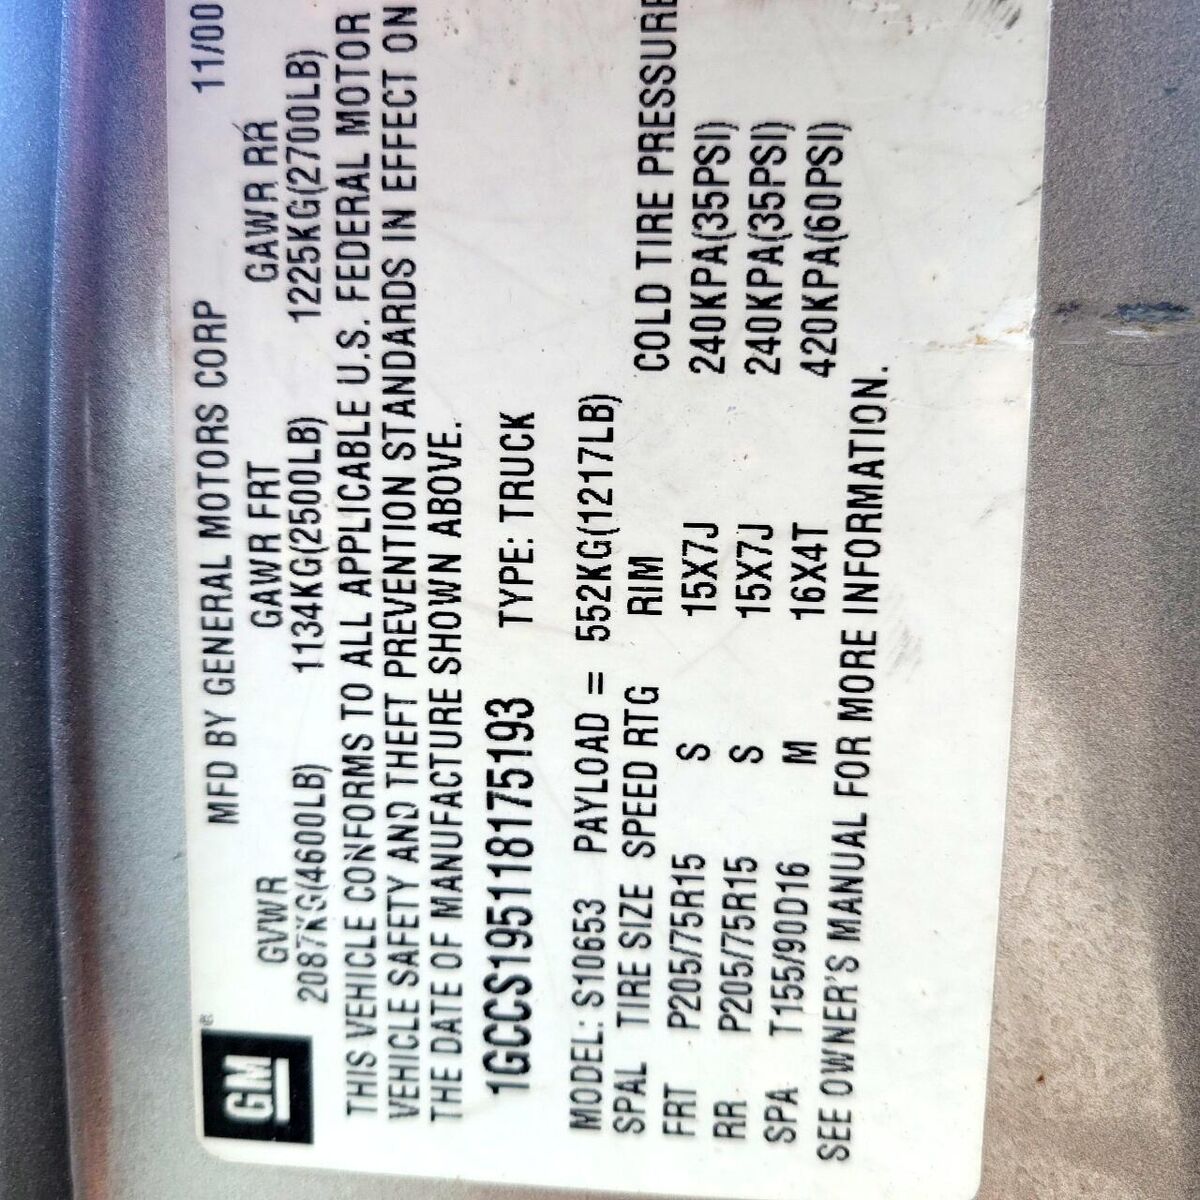 GM ®
MFD BY GENERAL MOTORS CORP 11/00
GVWR GAWR FRT GAWR RR
2087KG(4600LB) 1134KG(2500LB) 1225KG(2700LB)
THIS VEHICLE CONFORMS TO ALL APPLICABLE U.S. FEDERAL MOTOR
VEHICLE SAFETY AND THEFT PREVENTION STANDARDS IN EFFECT ON
THE DATE OF MANUFACTURE SHOWN ABOVE.
1GCCS195118175193 TYPE: TRUCK
MODEL: S10653 PAYLOAD = 552KG(1217LB)
SPAL TIRE SIZE SPEED RTG RIM COLD TIRE PRESSURE
FRT P205/75R15 S 15X7J 240KPA(35PSI)
RR P205/75R15 S 15X7J 240KPA(35PSI)
SPA T155/90D16 M 16X4T 420KPA(60PSI)
SEE OWNER'S MANUAL FOR MORE INFORMATION.